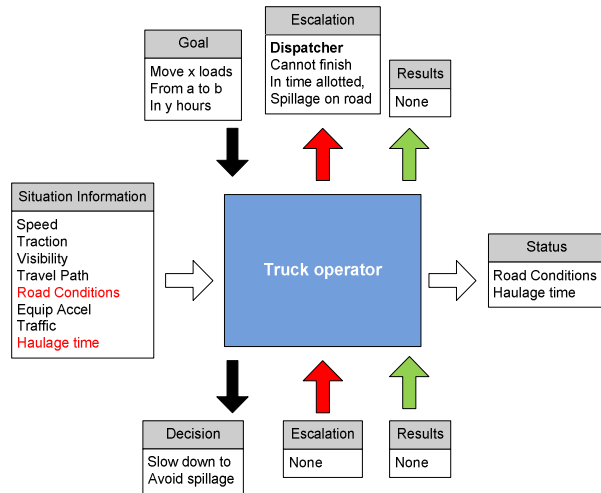 Goal
Move x loads
From a to b
In y hours
Escalation
Dispatcher
Cannot finish
In time allotted,
Spillage on road
Results
None
Situation Information
Speed
Traction
Visibility
Travel Path
Road Conditions
Equip Accel
Traffic
Haulage time
Truck operator
Status
Road Conditions
Haulage time
Decision
Slow down to
Avoid spillage
Escalation
None
Results
None